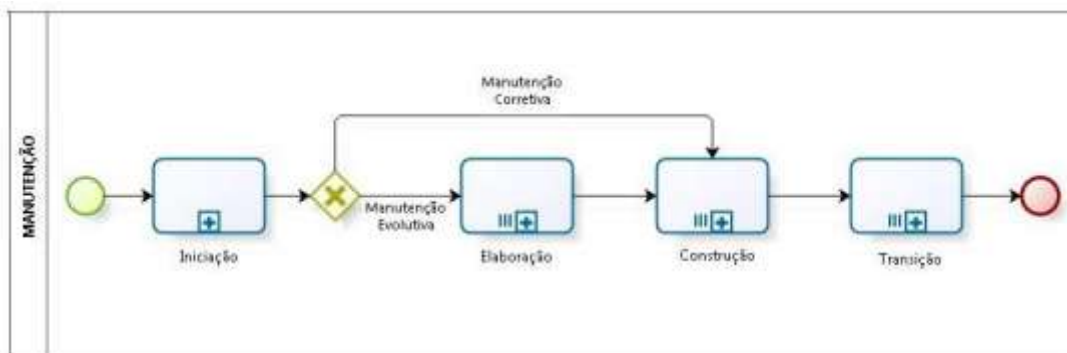 MANUTENÇÃO
Manutenção
Corretiva
Manutenção
Evolutiva
Iniciação
Elaboração
Construção
Transição